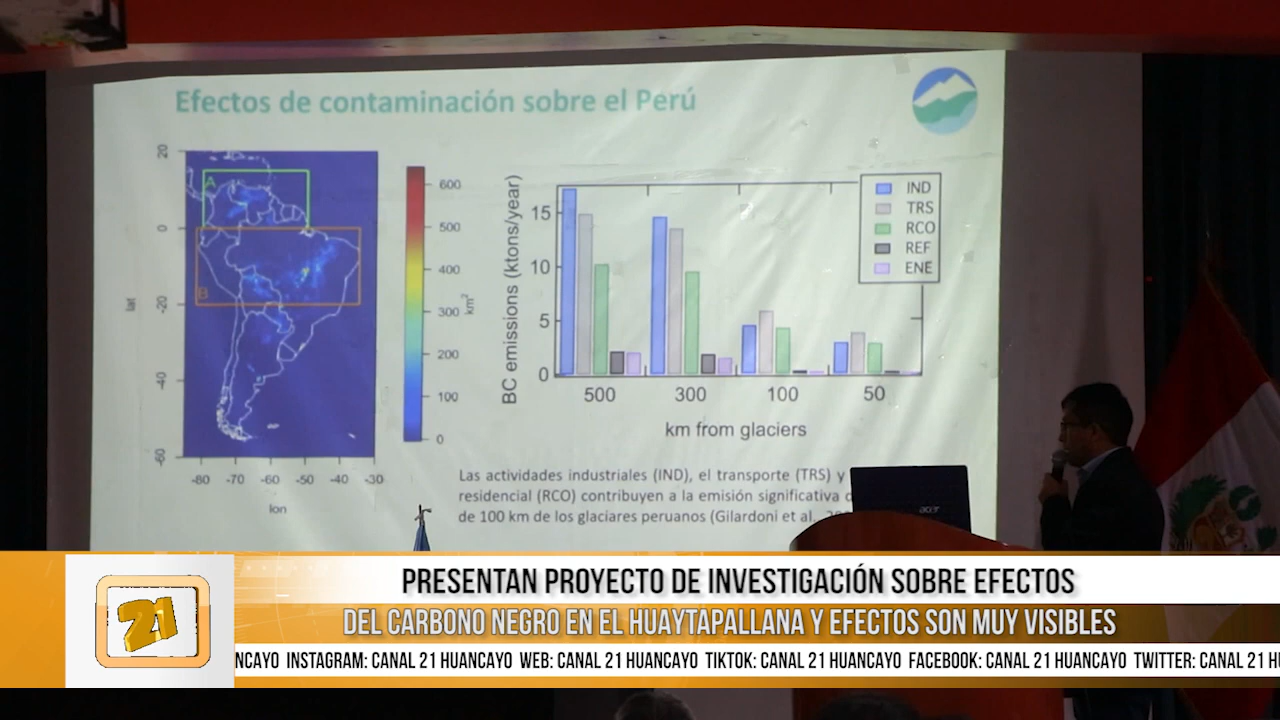 Efectos de contaminación sobre el Perú
A
B
20
0
-20
-40
-60
lat
-80 -70 -60 -50 -40 -30
lon
600
500
400
300
200
100
0
km²
BC emissions (ktons/year)
15
10
5
0
500 300 100 50
km from glaciers
IND
TRS
RCO
REF
ENE
Las actividades industriales (IND), el transporte (TRS) y
residencial (RCO) contribuyen a la emisión significativa
de 100 km de los glaciares peruanos (Gilardoni et al.,
acer
21
PRESENTAN PROYECTO DE INVESTIGACIÓN SOBRE EFECTOS
DEL CARBONO NEGRO EN EL HUAYTAPALLANA Y EFECTOS SON MUY VISIBLES
NCAYO INSTAGRAM: CANAL 21 HUANCAYO WEB: CANAL 21 HUANCAYO TIKTOK: CANAL 21 HUANCAYO FACEBOOK: CANAL 21 HUANCAYO TWITTER: CANAL 21 HU